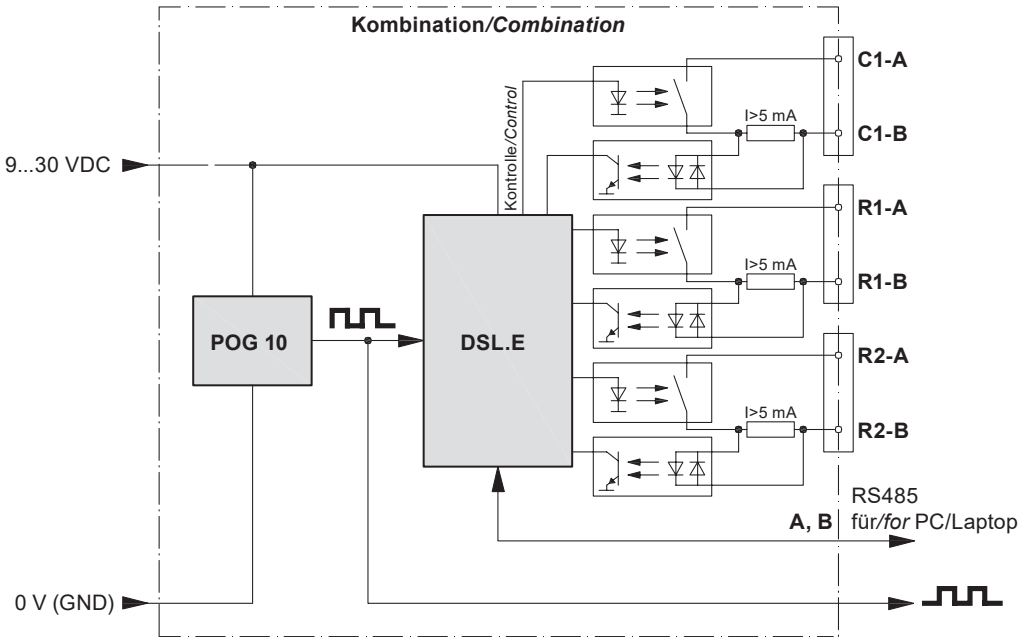 Kombination/Combination
C1-A
I>5 mA
C1-B
Kontrolle/Control
9...30 VDC
R1-A
I>5 mA
R1-B
POG 10
DSL.E
R2-A
I>5 mA
R2-B
RS485
A, B für/for PC/Laptop
0 V (GND)